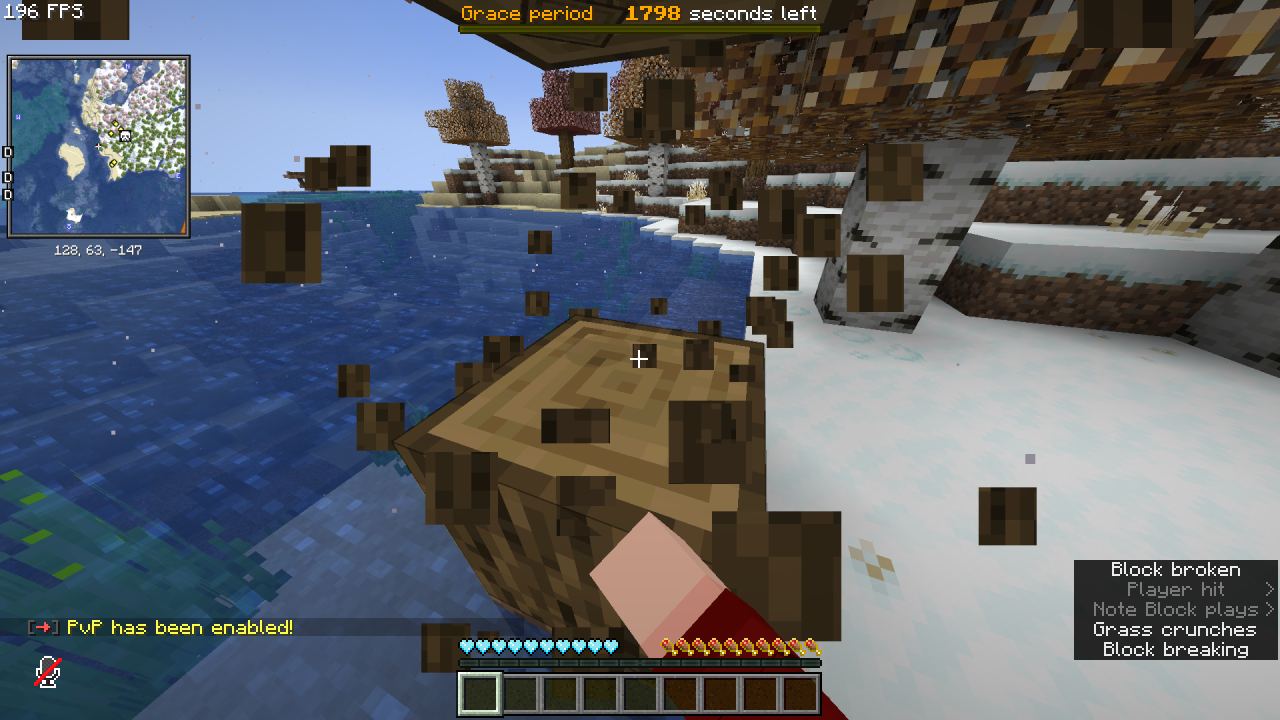 196 FPS
Grace period 1798 seconds left
N
W
E
D
D
D
S
128, 63, -147
Block broken
Player hit >
Note Block plays >
Grass crunches
Block breaking
[→] PvP has been enabled!